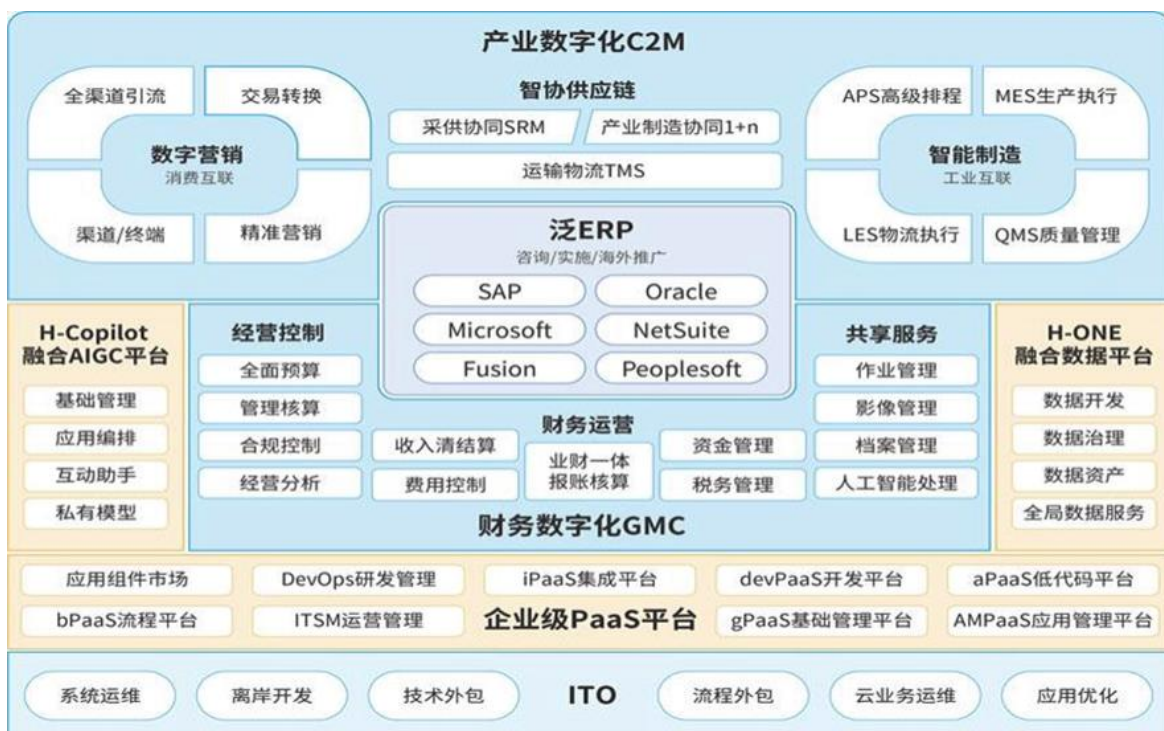 产业数字化C2M
全渠道引流
交易转换
数字营销
消费互联
渠道/终端
精准营销
智协供应链
采供协同SRM
产业制造协同1+n
运输物流TMS
APS高级排程
MES生产执行
智能制造
工业互联
LES物流执行
QMS质量管理
泛ERP
咨询/实施/海外推广
SAP
Oracle
Microsoft
NetSuite
Fusion
Peoplesoft
H-Copilot
融合AIGC平台
基础管理
应用编排
互动助手
私有模型
经营控制
全面预算
管理核算
合规控制
经营分析
财务运营
收入清结算
费用控制
业财一体
报账核算
资金管理
税务管理
共享服务
作业管理
影像管理
档案管理
人工智能处理
财务数字化GMC
H-ONE
融合数据平台
数据开发
数据治理
数据资产
全局数据服务
应用组件市场
DevOps研发管理
iPaaS集成平台
devPaaS开发平台
aPaaS低代码平台
bPaaS流程平台
ITSM运营管理
企业级PaaS平台
gPaaS基础管理平台
AMPaaS应用管理平台
系统运维
离岸开发
技术外包
ITO
流程外包
云业务运维
应用优化